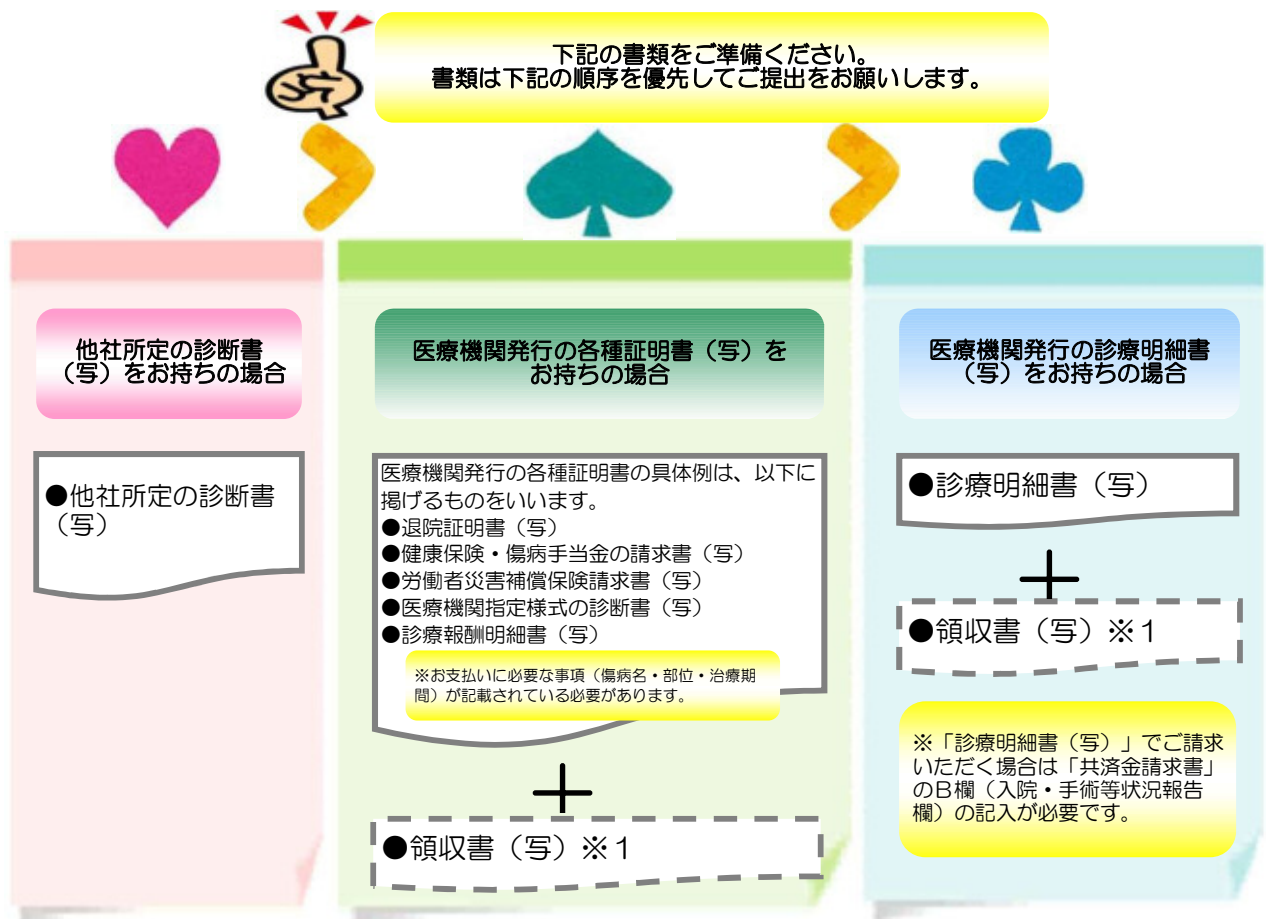 下記の書類をご準備ください。
書類は下記の順序を優先してご提出をお願いします。
他社所定の診断書
（写）をお持ちの場合
●他社所定の診断書
（写）
医療機関発行の各種証明書（写）を
お持ちの場合
医療機関発行の各種証明書の具体例は、以下に
掲げるものをいいます。
●退院証明書（写）
●健康保険・傷病手当金の請求書（写）
●労働者災害補償保険請求書（写）
●医療機関指定様式の診断書（写）
●診療報酬明細書（写）
※お支払いに必要な事項（傷病名・部位・治療期
間）が記載されている必要があります。
＋
●領収書（写）※１
医療機関発行の診療明細書
（写）をお持ちの場合
●診療明細書（写）
＋
●領収書（写）※１
※「診療明細書（写）」でご請求
いただく場合は「共済金請求書」
のＢ欄（入院・手術等状況報告
欄）の記入が必要です。